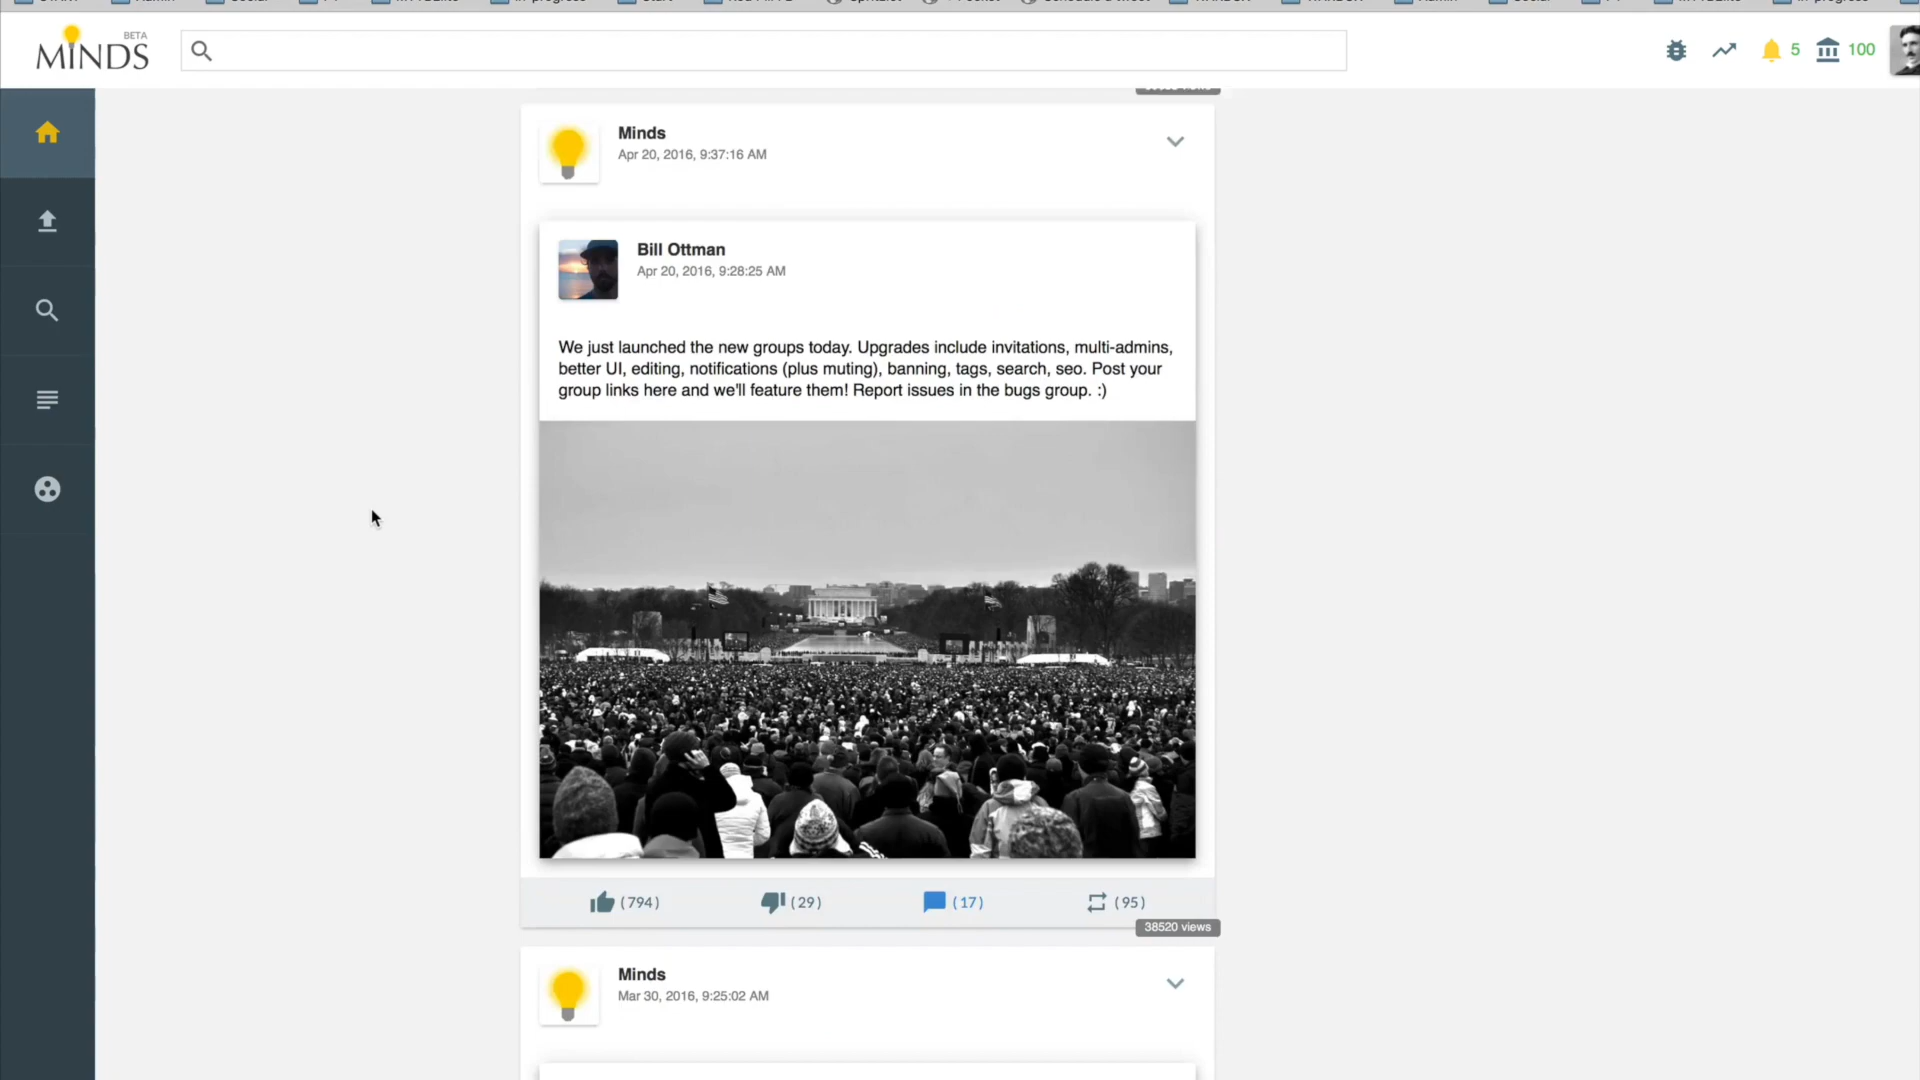 MINDS
BETA
5
100
Minds
Apr 20, 2016, 9:37:16 AM
Bill Ottman
Apr 20, 2016, 9:28:25 AM
We just launched the new groups today. Upgrades include invitations, multi-admins,
better UI, editing, notifications (plus muting), banning, tags, search, seo. Post your
group links here and we'll feature them! Report issues in the bugs group. :)
(794)
(29)
(17)
(95)
38520 views
Minds
Mar 30, 2016, 9:25:02 AM